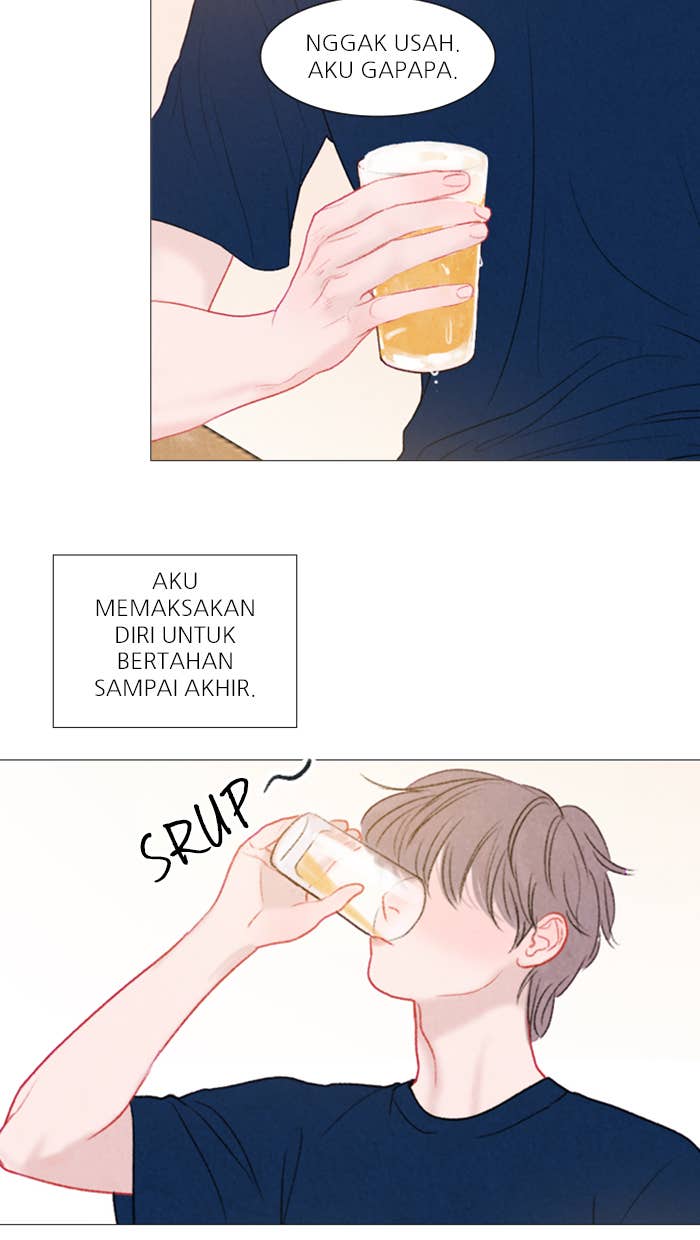 NGGAK USAH.
AKU GAPAPA.
AKU
MEMAKSAKAN
DIRI UNTUK
BERTAHAN
SAMPAI AKHIR.
SRUP~